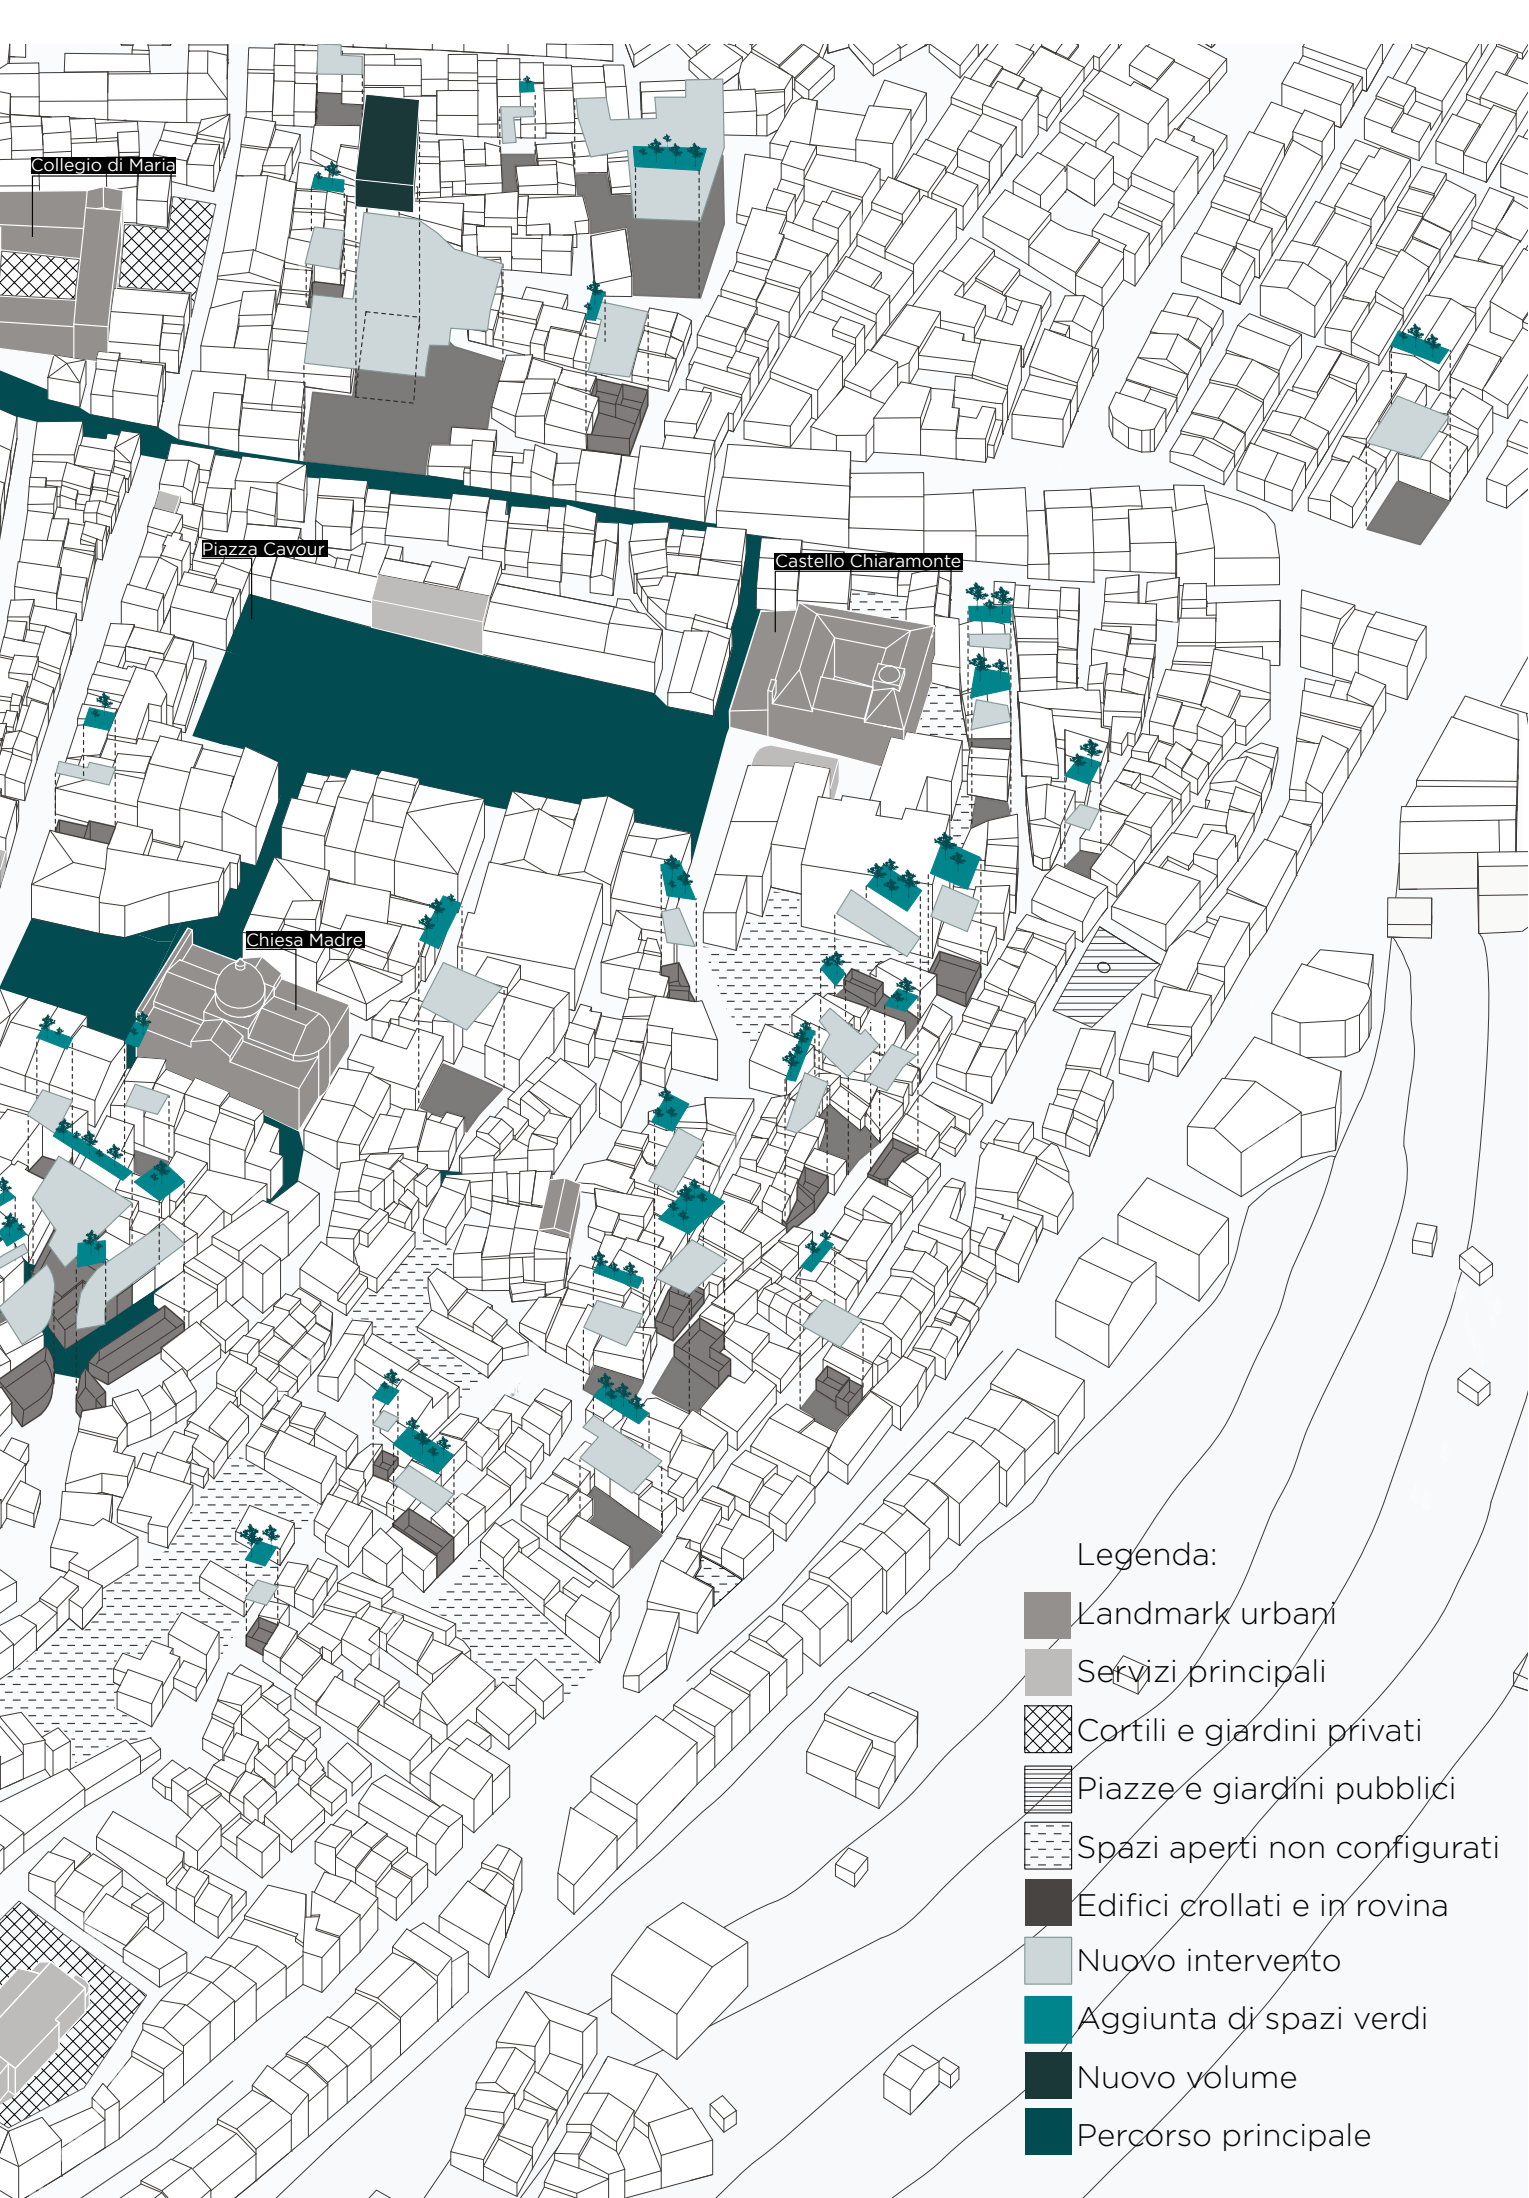 Collegio di Maria
Piazza Cavour
Castello Chiaramonte
Chiesa Madre
Legenda:
Landmark urbani
Servizi principali
Cortili e giardini privati
Piazze e giardini pubblici
Spazi aperti non configurati
Edifici crollati e in rovina
Nuovo intervento
Aggiunta di spazi verdi
Nuovo volume
Percorso principale